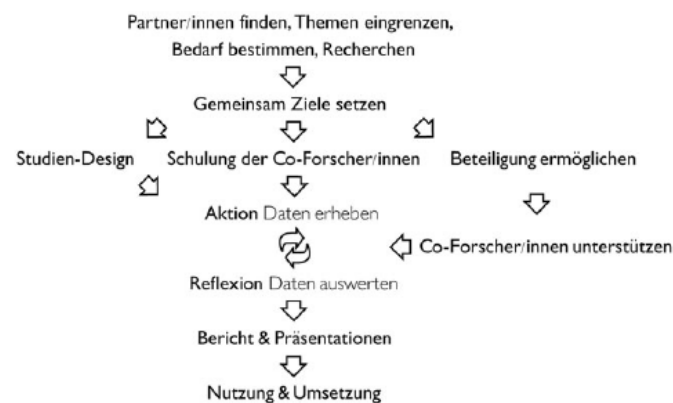 Partner/innen finden, Themen eingrenzen,
Bedarf bestimmen, Recherchen
Gemeinsam Ziele setzen
Studien-Design
Schulung der Co-Forscher/innen
Beteiligung ermöglichen
Aktion Daten erheben
Co-Forscher/innen unterstützen
Reflexion Daten auswerten
Bericht & Präsentationen
Nutzung & Umsetzung